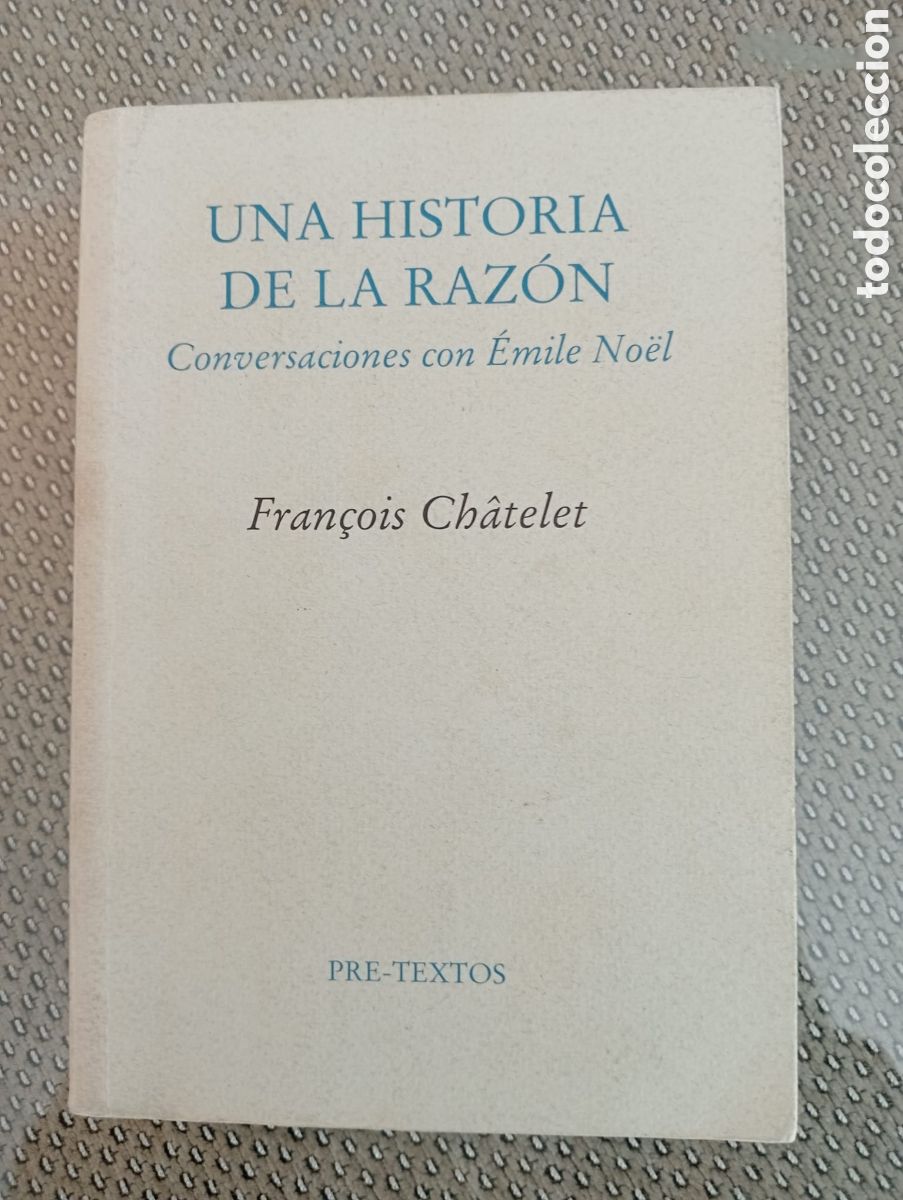 UNA HISTORIA
DE LA RAZÓN
Conversaciones con Émile Noël
François Châtelet
PRE-TEXTOS
todocoleccion